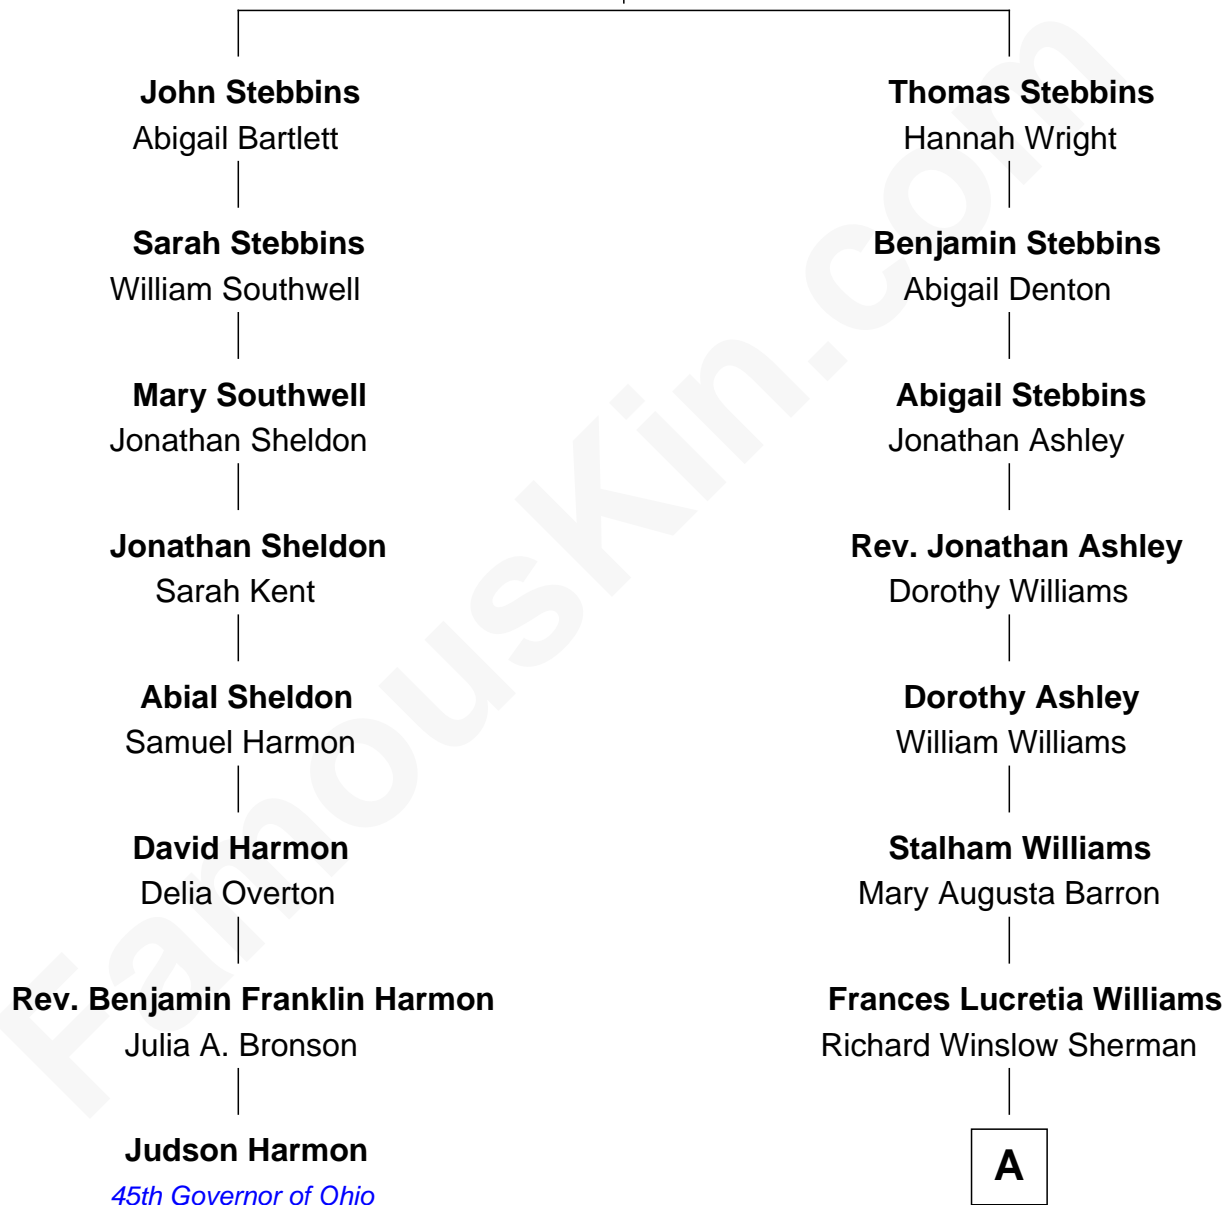 John Stebbins
Abigail Bartlett
Sarah Stebbins
William Southwell
Mary Southwell
Jonathan Sheldon
Jonathan Sheldon
Sarah Kent
Abial Sheldon
Samuel Harmon
David Harmon
Delia Overton
Rev. Benjamin Franklin Harmon
Julia A. Bronson
Judson Harmon
45th Governor of Ohio
Thomas Stebbins
Hannah Wright
Benjamin Stebbins
Abigail Denton
Abigail Stebbins
Jonathan Ashley
Rev. Jonathan Ashley
Dorothy Williams
Dorothy Ashley
William Williams
Stalham Williams
Mary Augusta Barron
Frances Lucretia Williams
Richard Winslow Sherman
A
FamousKin.com